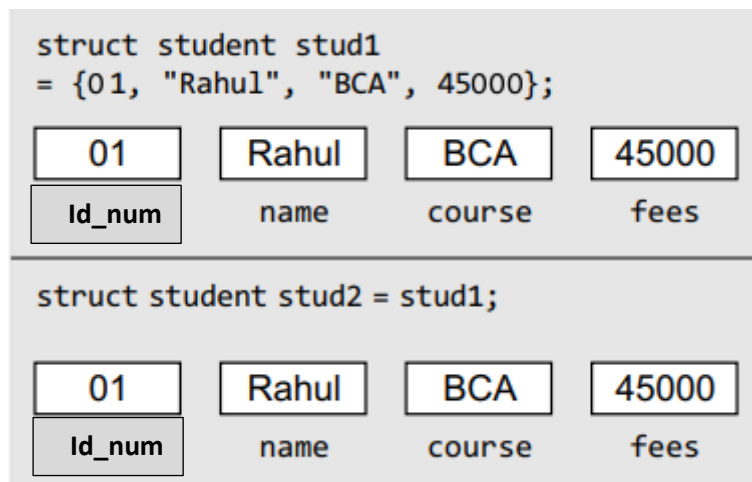 struct student stud1
= {01, "Rahul", "BCA", 45000};
01 Rahul BCA 45000
Id_num name course fees
struct student stud2 = stud1;
01 Rahul BCA 45000
Id_num name course fees